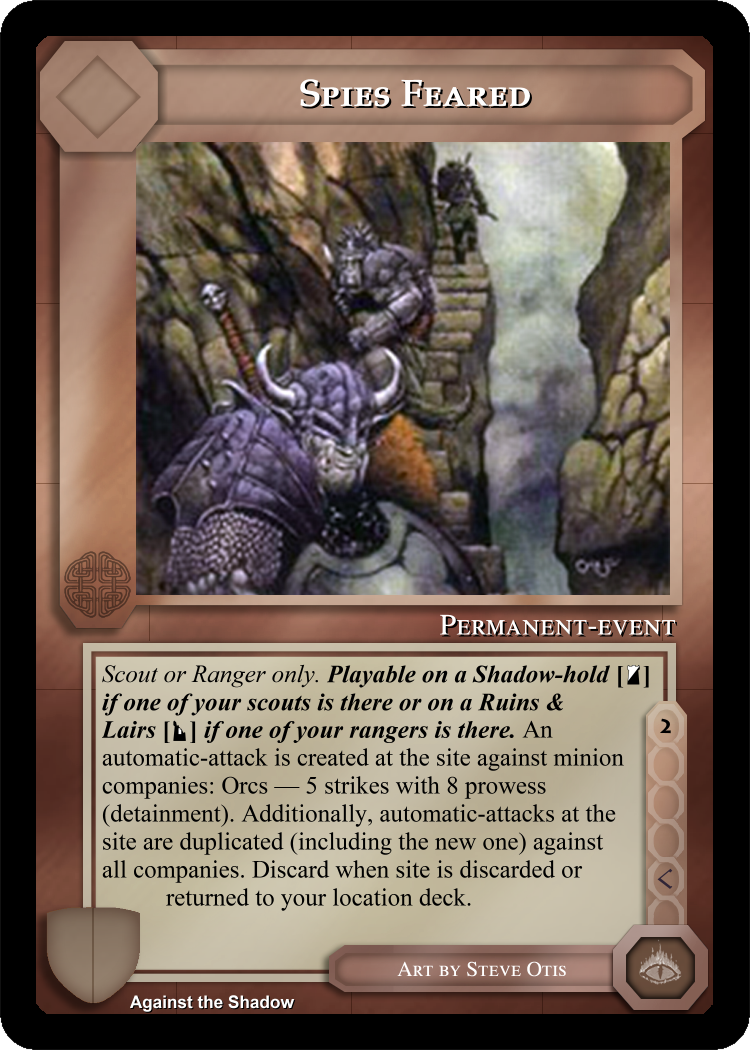 Spies Feared
Permanent-event
Scout or Ranger only. Playable on a Shadow-hold [ ]
if one of your scouts is there or on a Ruins &
Lairs [ ] if one of your rangers is there. An
automatic-attack is created at the site against minion
companies: Orcs — 5 strikes with 8 prowess
(detainment). Additionally, automatic-attacks at the
site are duplicated (including the new one) against
all companies. Discard when site is discarded or
returned to your location deck.
2
Art by Steve Otis
Against the Shadow